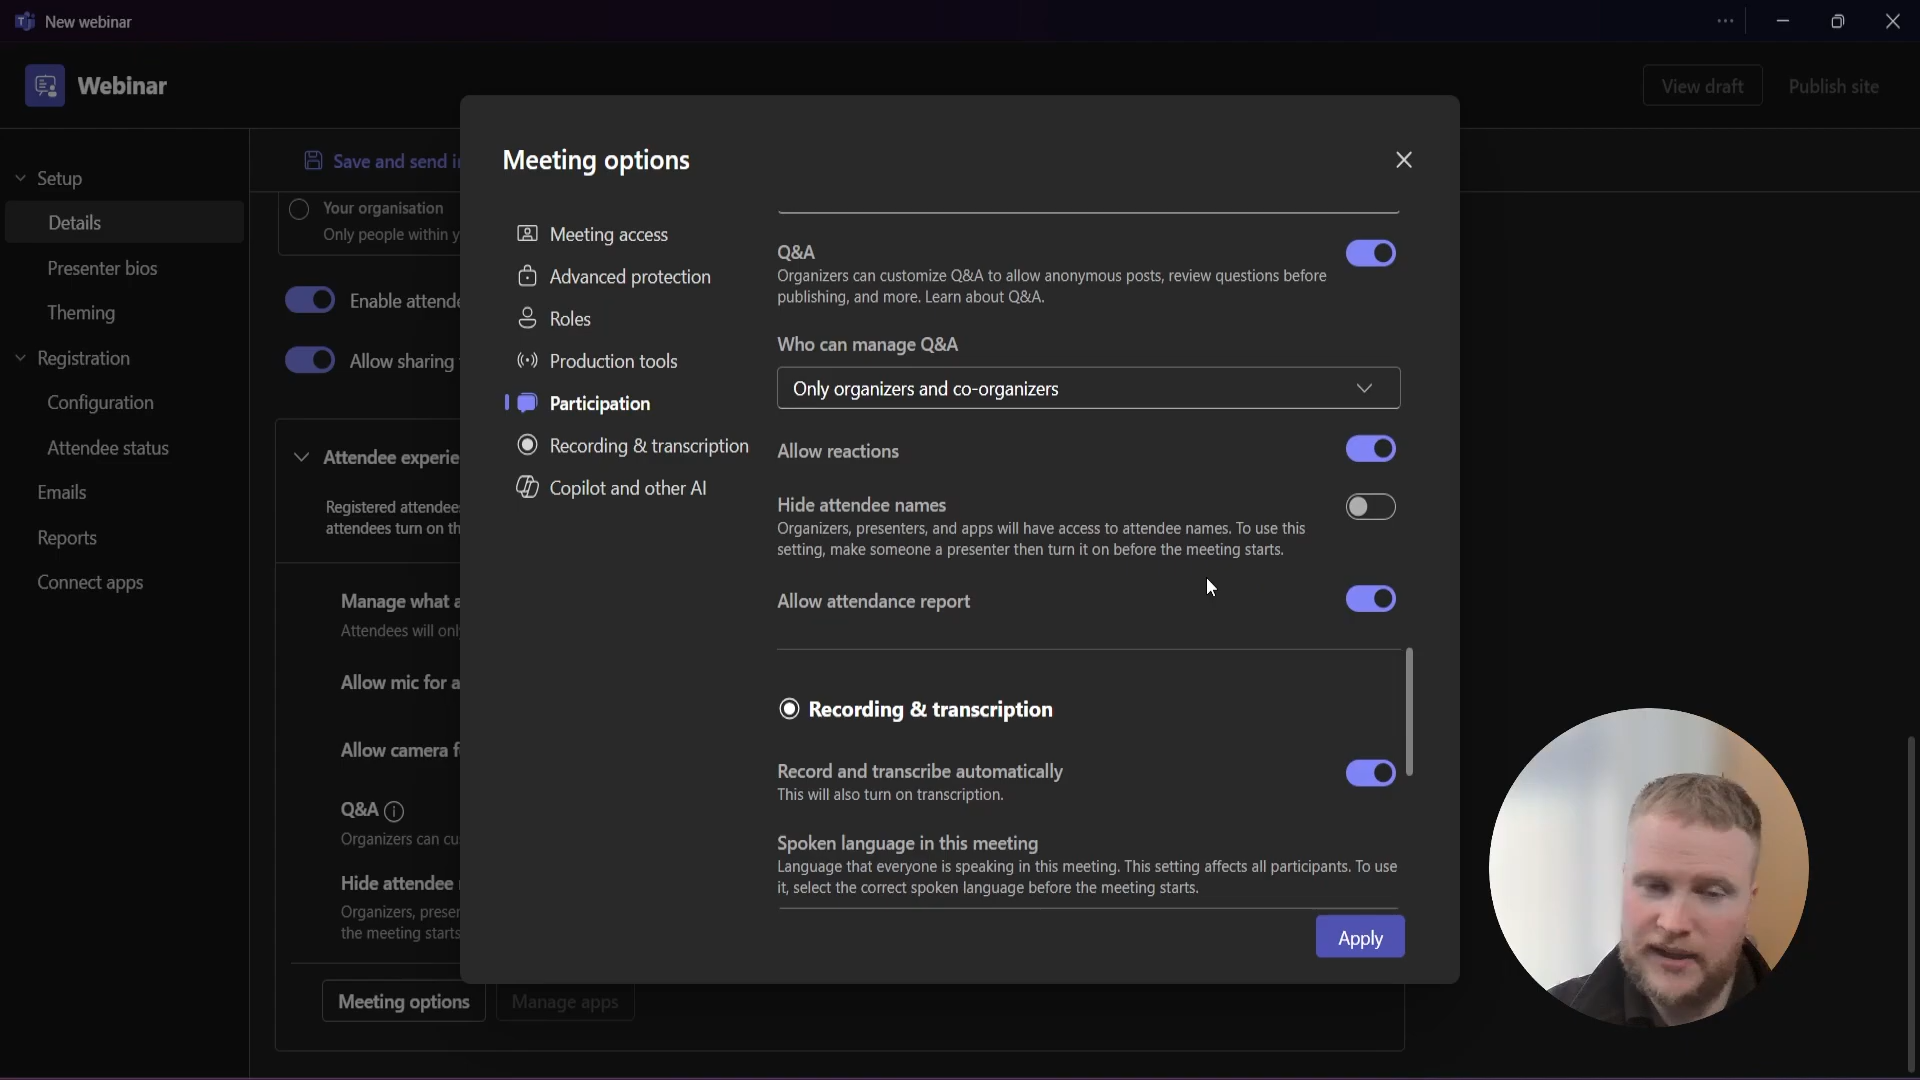 New webinar
Webinar
View draft
Publish site
Setup
Details
Presenter bios
Theming
Registration
Configuration
Attendee status
Emails
Reports
Connect apps
Save and send i
Your organisation
Only people within y
Enable attende
Allow sharing
Attendee experie
Registered attendee
attendees turn on th
Manage what a
Attendees will onl
Allow mic for a
Allow camera f
Q&A
Organizers can cu
Hide attendee
Organizers, preser
the meeting starts
Meeting options
Manage apps
Meeting options
Meeting access
Advanced protection
Roles
Production tools
Participation
Recording & transcription
Copilot and other AI
Q&A
Organizers can customize Q&A to allow anonymous posts, review questions before
publishing, and more. Learn about Q&A.
Who can manage Q&A
Only organizers and co-organizers
Allow reactions
Hide attendee names
Organizers, presenters, and apps will have access to attendee names. To use this
setting, make someone a presenter then turn it on before the meeting starts.
Allow attendance report
Recording & transcription
Record and transcribe automatically
This will also turn on transcription.
Spoken language in this meeting
Language that everyone is speaking in this meeting. This setting affects all participants. To use
it, select the correct spoken language before the meeting starts.
Apply